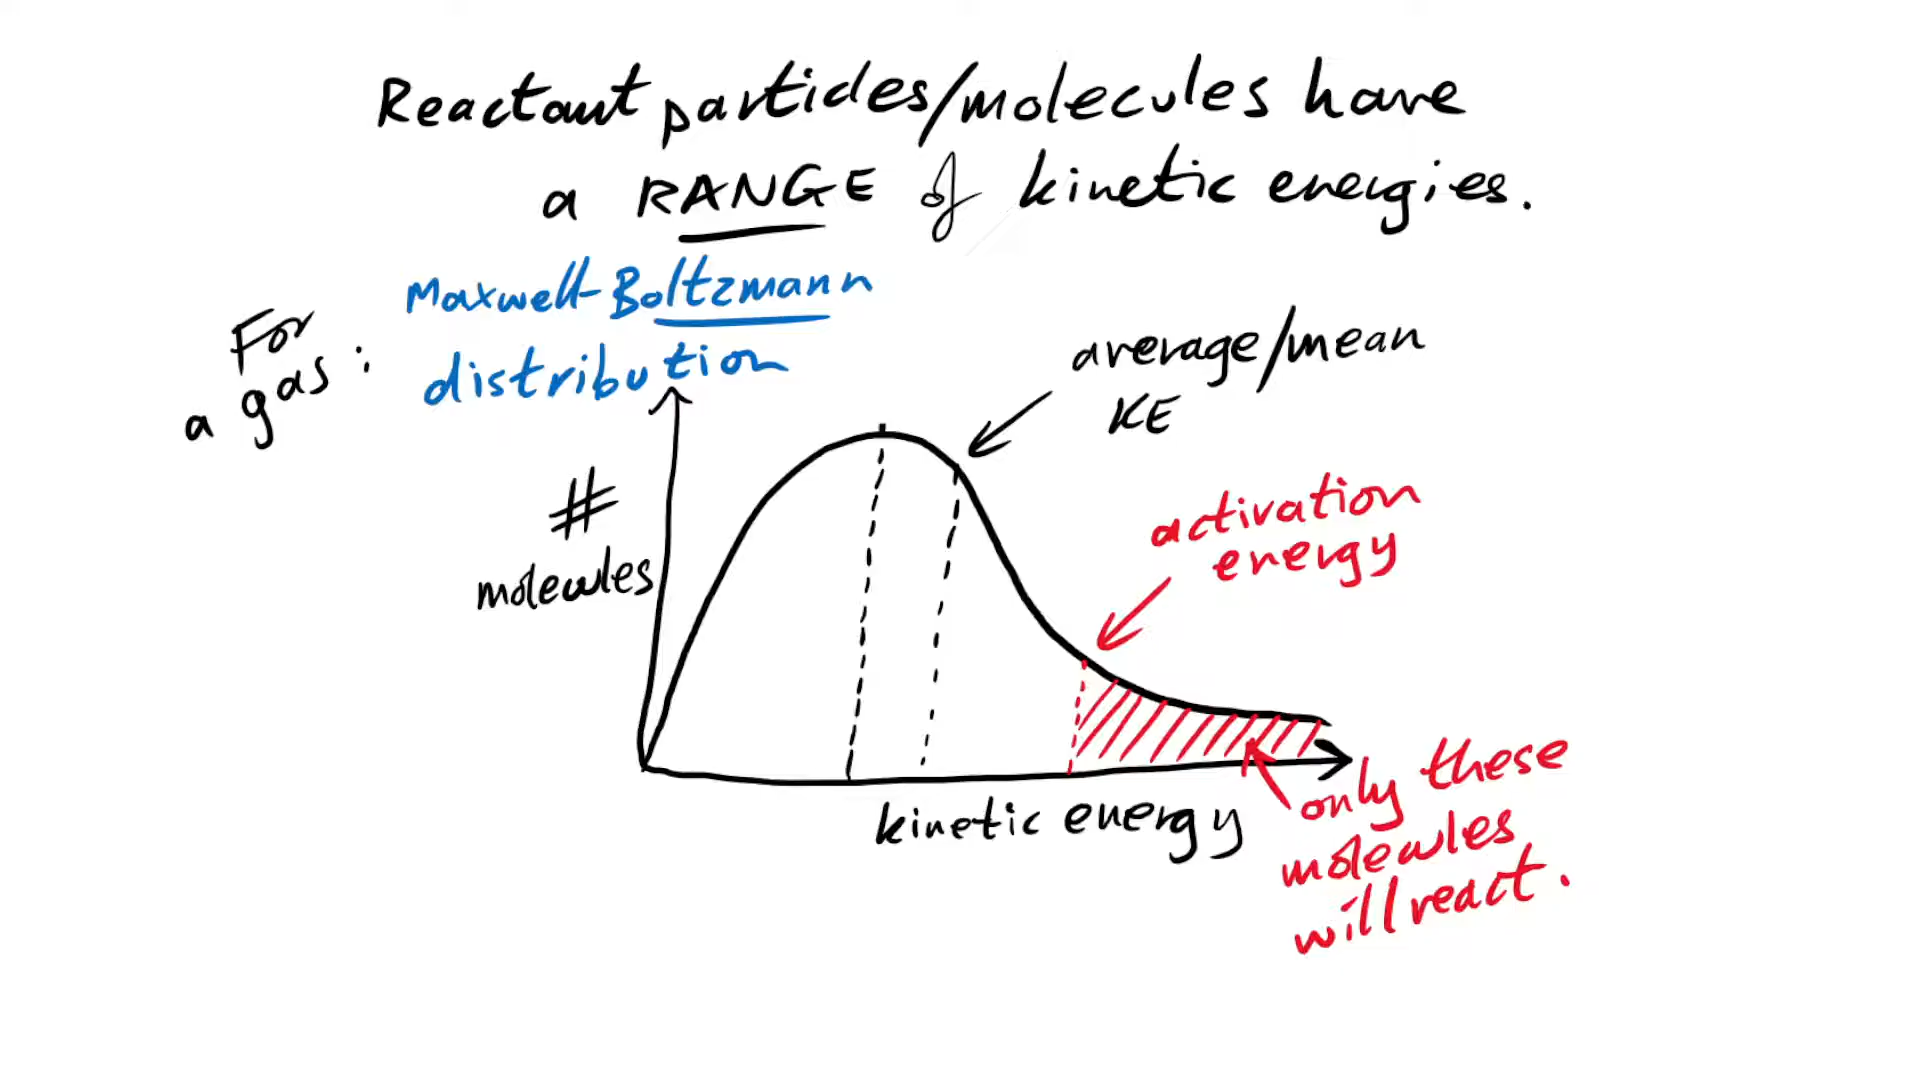 Reactant particles/molecules have
a RANGE of kinetic energies.
For
a gas:
Maxwell-Boltzmann
distribution
average/mean
KE
#
molecules
activation
energy
kinetic energy
only these
molecules
will react.